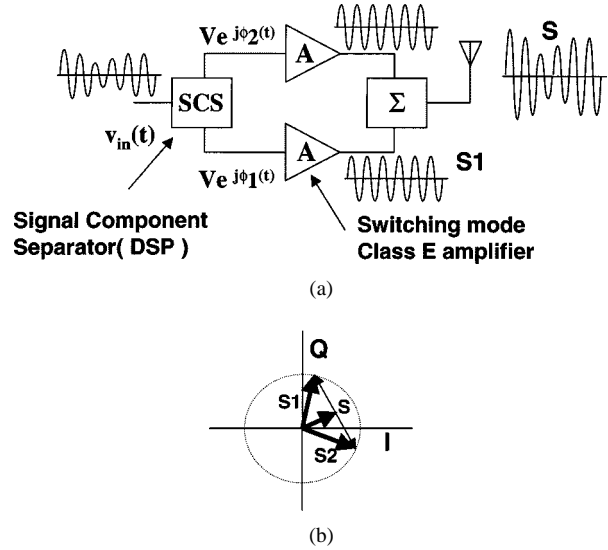 Ve jϕ2(t)
A
S
SCS
Σ
vin(t)
A
S1
Ve jϕ1(t)
Signal Component
Separator( DSP )
Switching mode
Class E amplifier
(a)
Q
S1
S
I
S2
(b)